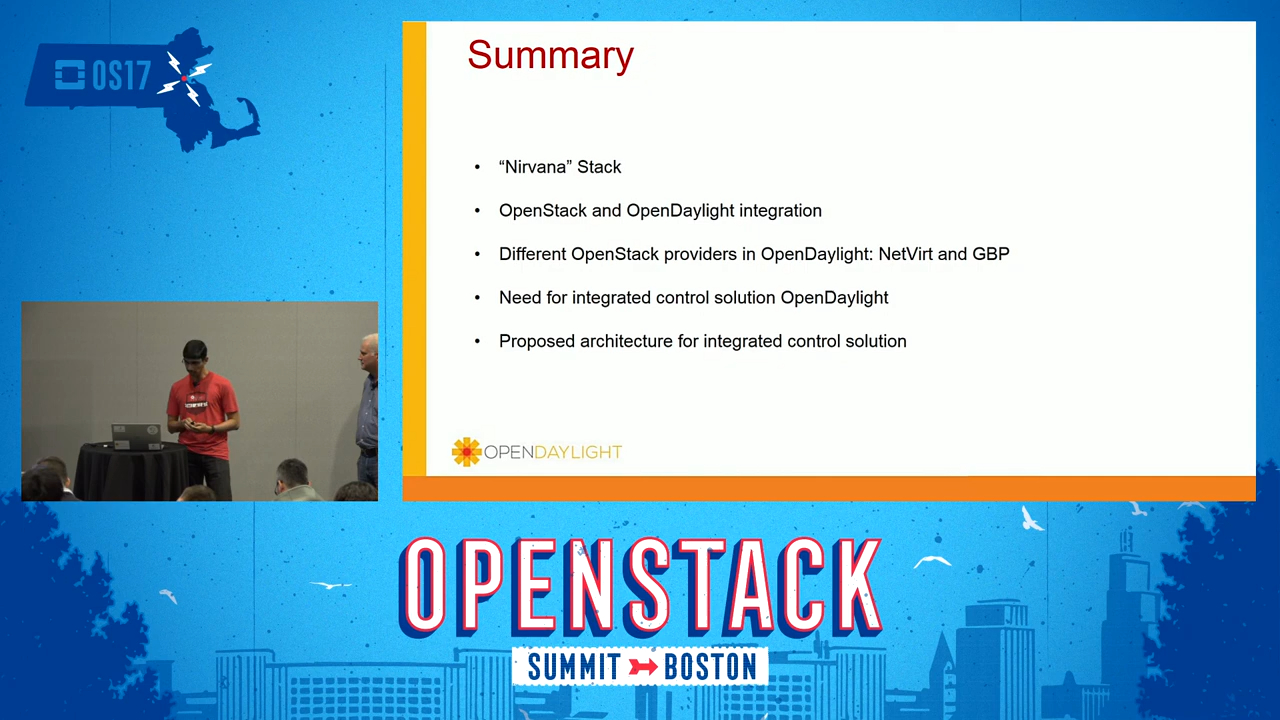 OS17
Summary
• “Nirvana” Stack
• OpenStack and OpenDaylight integration
• Different OpenStack providers in OpenDaylight: NetVirt and GBP
• Need for integrated control solution OpenDaylight
• Proposed architecture for integrated control solution
OPENDAYLIGHT
OPENSTACK
SUMMIT BOSTON